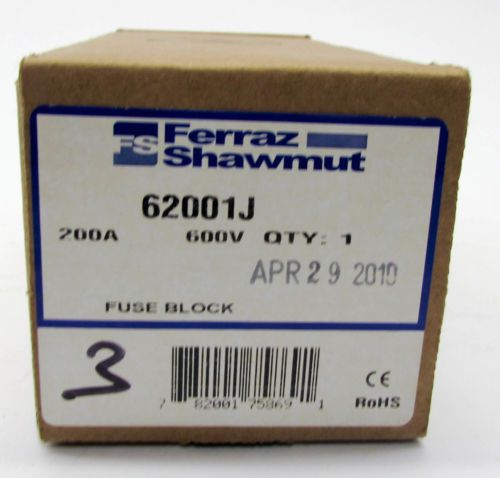 FS Ferraz
Shawmut
62001J
200A 600V QTY: 1
APR 29 2010
FUSE BLOCK
3
CE
7 82001 75869 1
RoHS